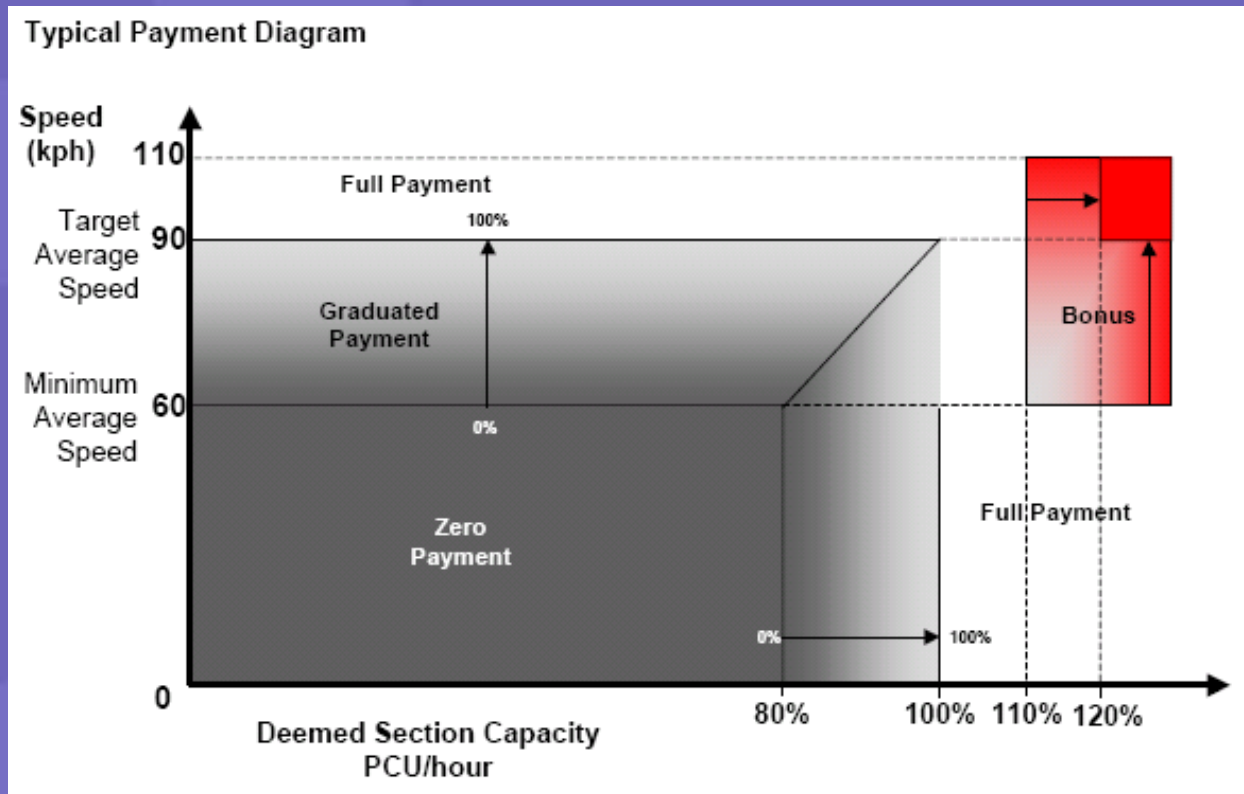 Typical Payment Diagram
Speed
(kph)
110
Full Payment
100%
Target
Average
Speed
90
Graduated
Payment
Bonus
Minimum
Average
Speed
60
0%
Zero
Payment
Full Payment
0%
100%
0
80%
100%
110%
120%
Deemed Section Capacity
PCU/hour